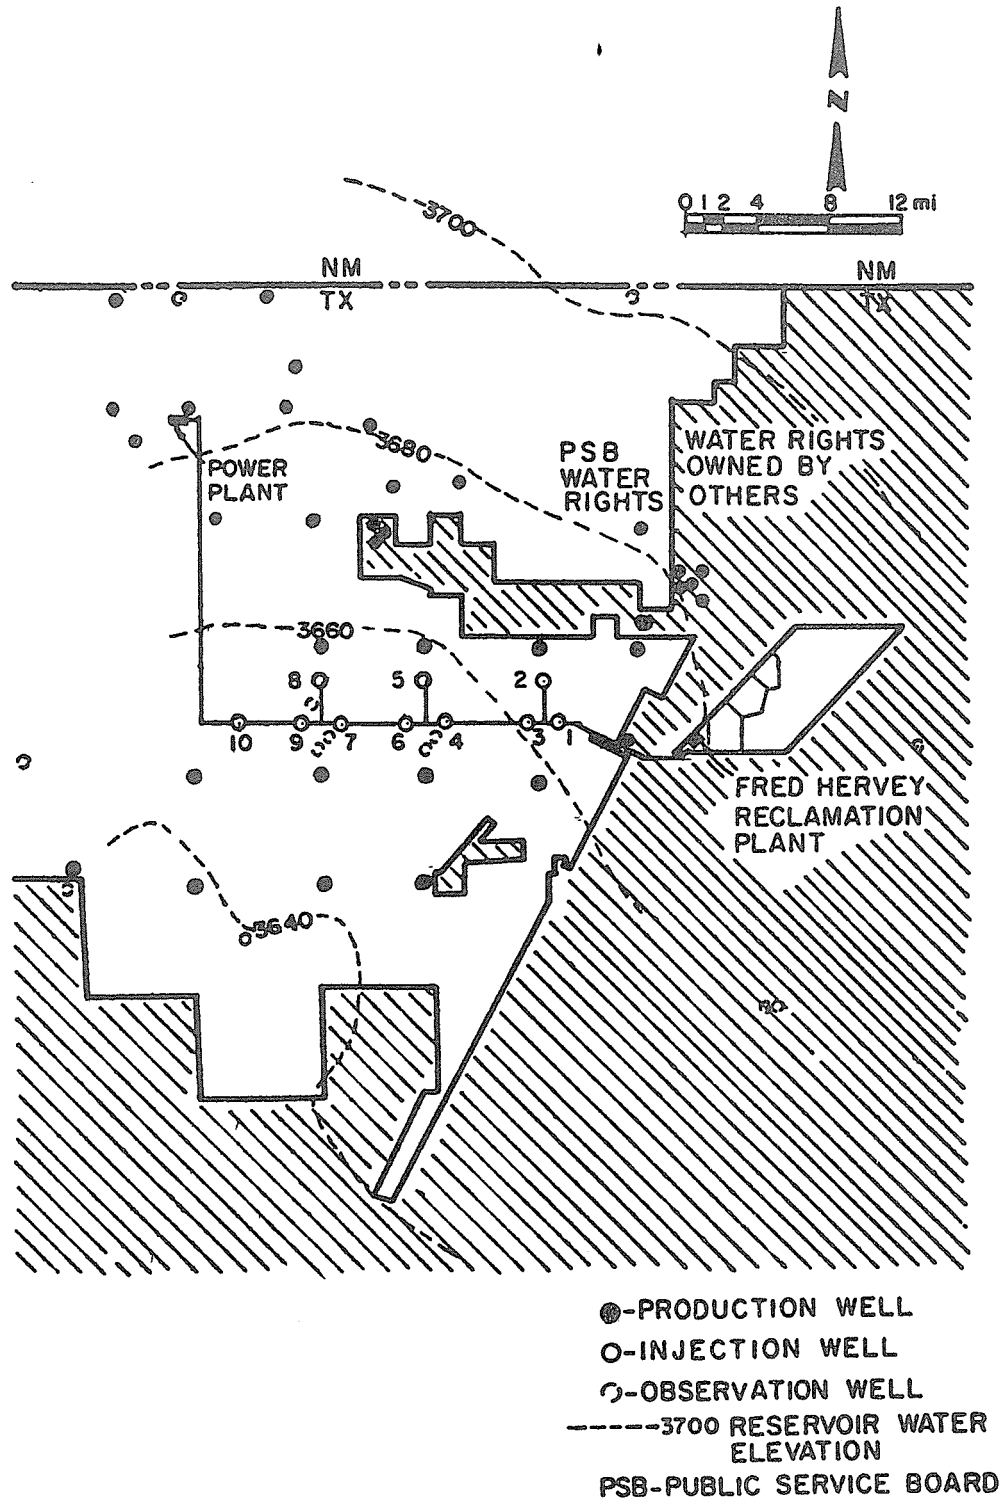 N
0 1 2 4 8 12 mi
3700
NM NM
TX TX
3680
POWER
PLANT
PSB
WATER
RIGHTS
WATER RIGHTS
OWNED BY
OTHERS
3660
8 5 2
10 9 7 6 4 3 1
FRED HERVEY
RECLAMATION
PLANT
3640
-PRODUCTION WELL
-INJECTION WELL
-OBSERVATION WELL
3700 RESERVOIR WATER
ELEVATION
PSB-PUBLIC SERVICE BOARD